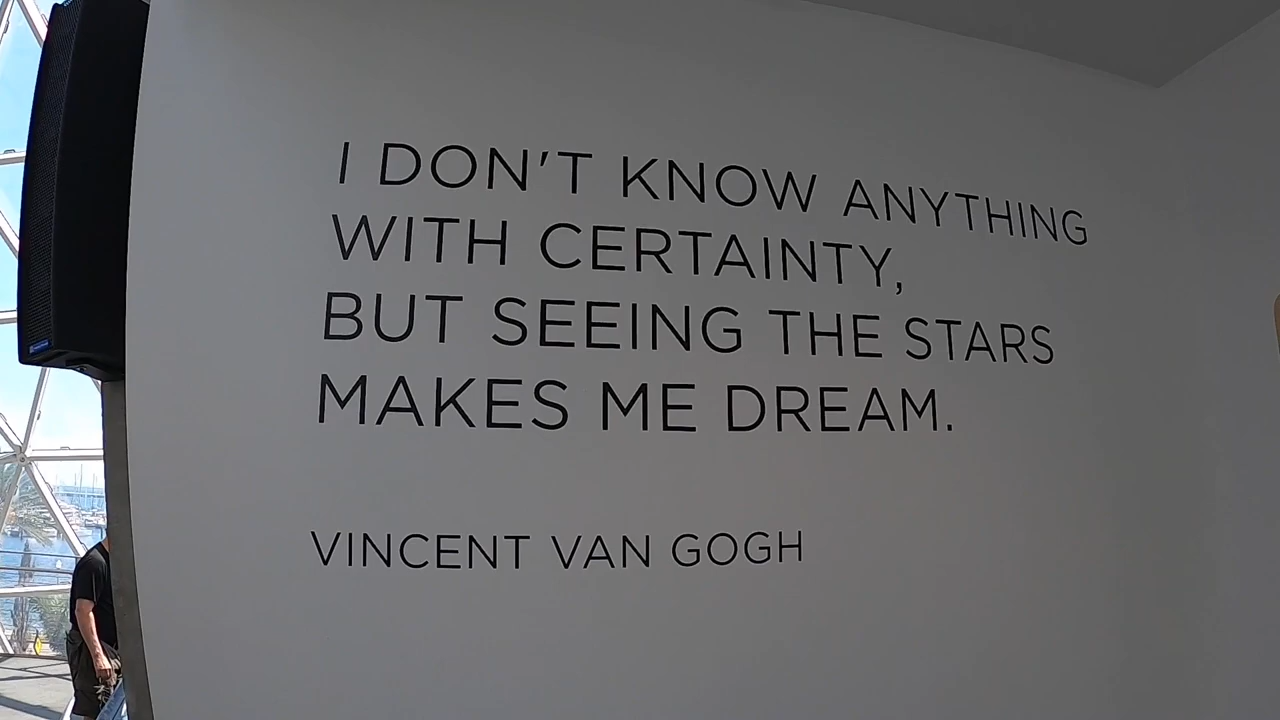 I DON'T KNOW ANYTHING
WITH CERTAINTY,
BUT SEEING THE STARS
MAKES ME DREAM.
VINCENT VAN GOGH